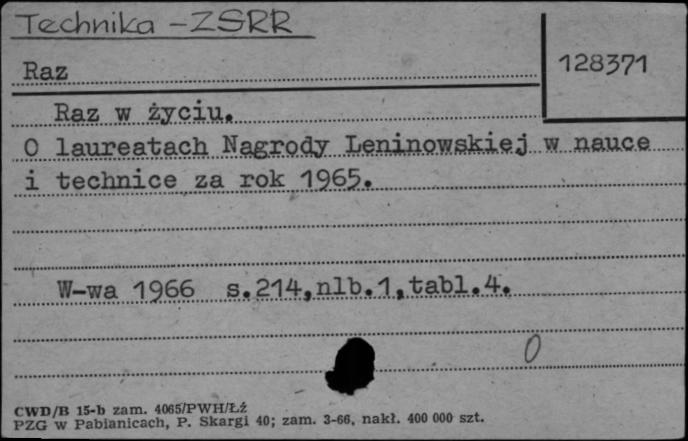 Technika - ZSRR
Raz
128371
Raz w życiu.
O laureatach Nagrody Leninowskiej w nauce
i technice za rok 1965.
W-wa 1966 s.214,nlb.1,tabl.4.
0
CWD/B 15-b zam. 4065/PWH/Łź
PZG w Pabianicach, P. Skargi 40; zam. 3-66, nakł. 400 000 szt.